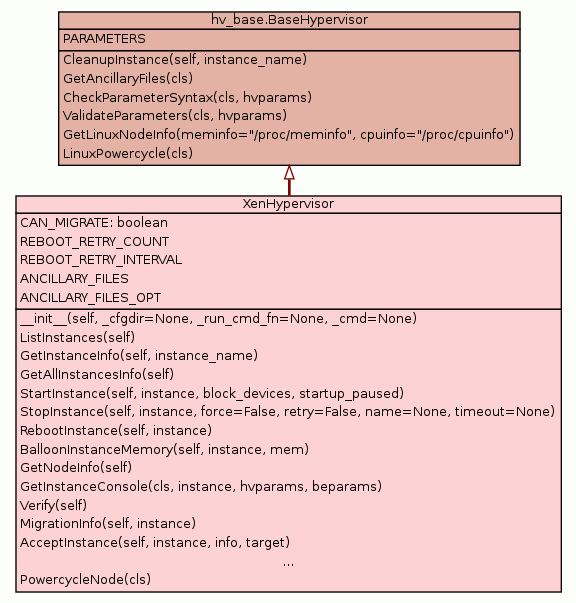 hv_base.BaseHypervisor
PARAMETERS
CleanupInstance(self, instance_name)
GetAncillaryFiles(cls)
CheckParameterSyntax(cls, hvparams)
ValidateParameters(cls, hvparams)
GetLinuxNodeInfo(meminfo="/proc/meminfo", cpuinfo="/proc/cpuinfo")
LinuxPowercycle(cls)
XenHypervisor
CAN_MIGRATE: boolean
REBOOT_RETRY_COUNT
REBOOT_RETRY_INTERVAL
ANCILLARY_FILES
ANCILLARY_FILES_OPT
__init__(self, _cfgdir=None, _run_cmd_fn=None, _cmd=None)
ListInstances(self)
GetInstanceInfo(self, instance_name)
GetAllInstancesInfo(self)
StartInstance(self, instance, block_devices, startup_paused)
StopInstance(self, instance, force=False, retry=False, name=None, timeout=None)
RebootInstance(self, instance)
BalloonInstanceMemory(self, instance, mem)
GetNodeInfo(self)
GetInstanceConsole(cls, instance, hvparams, beparams)
Verify(self)
MigrationInfo(self, instance)
AcceptInstance(self, instance, info, target)
...
PowercycleNode(cls)